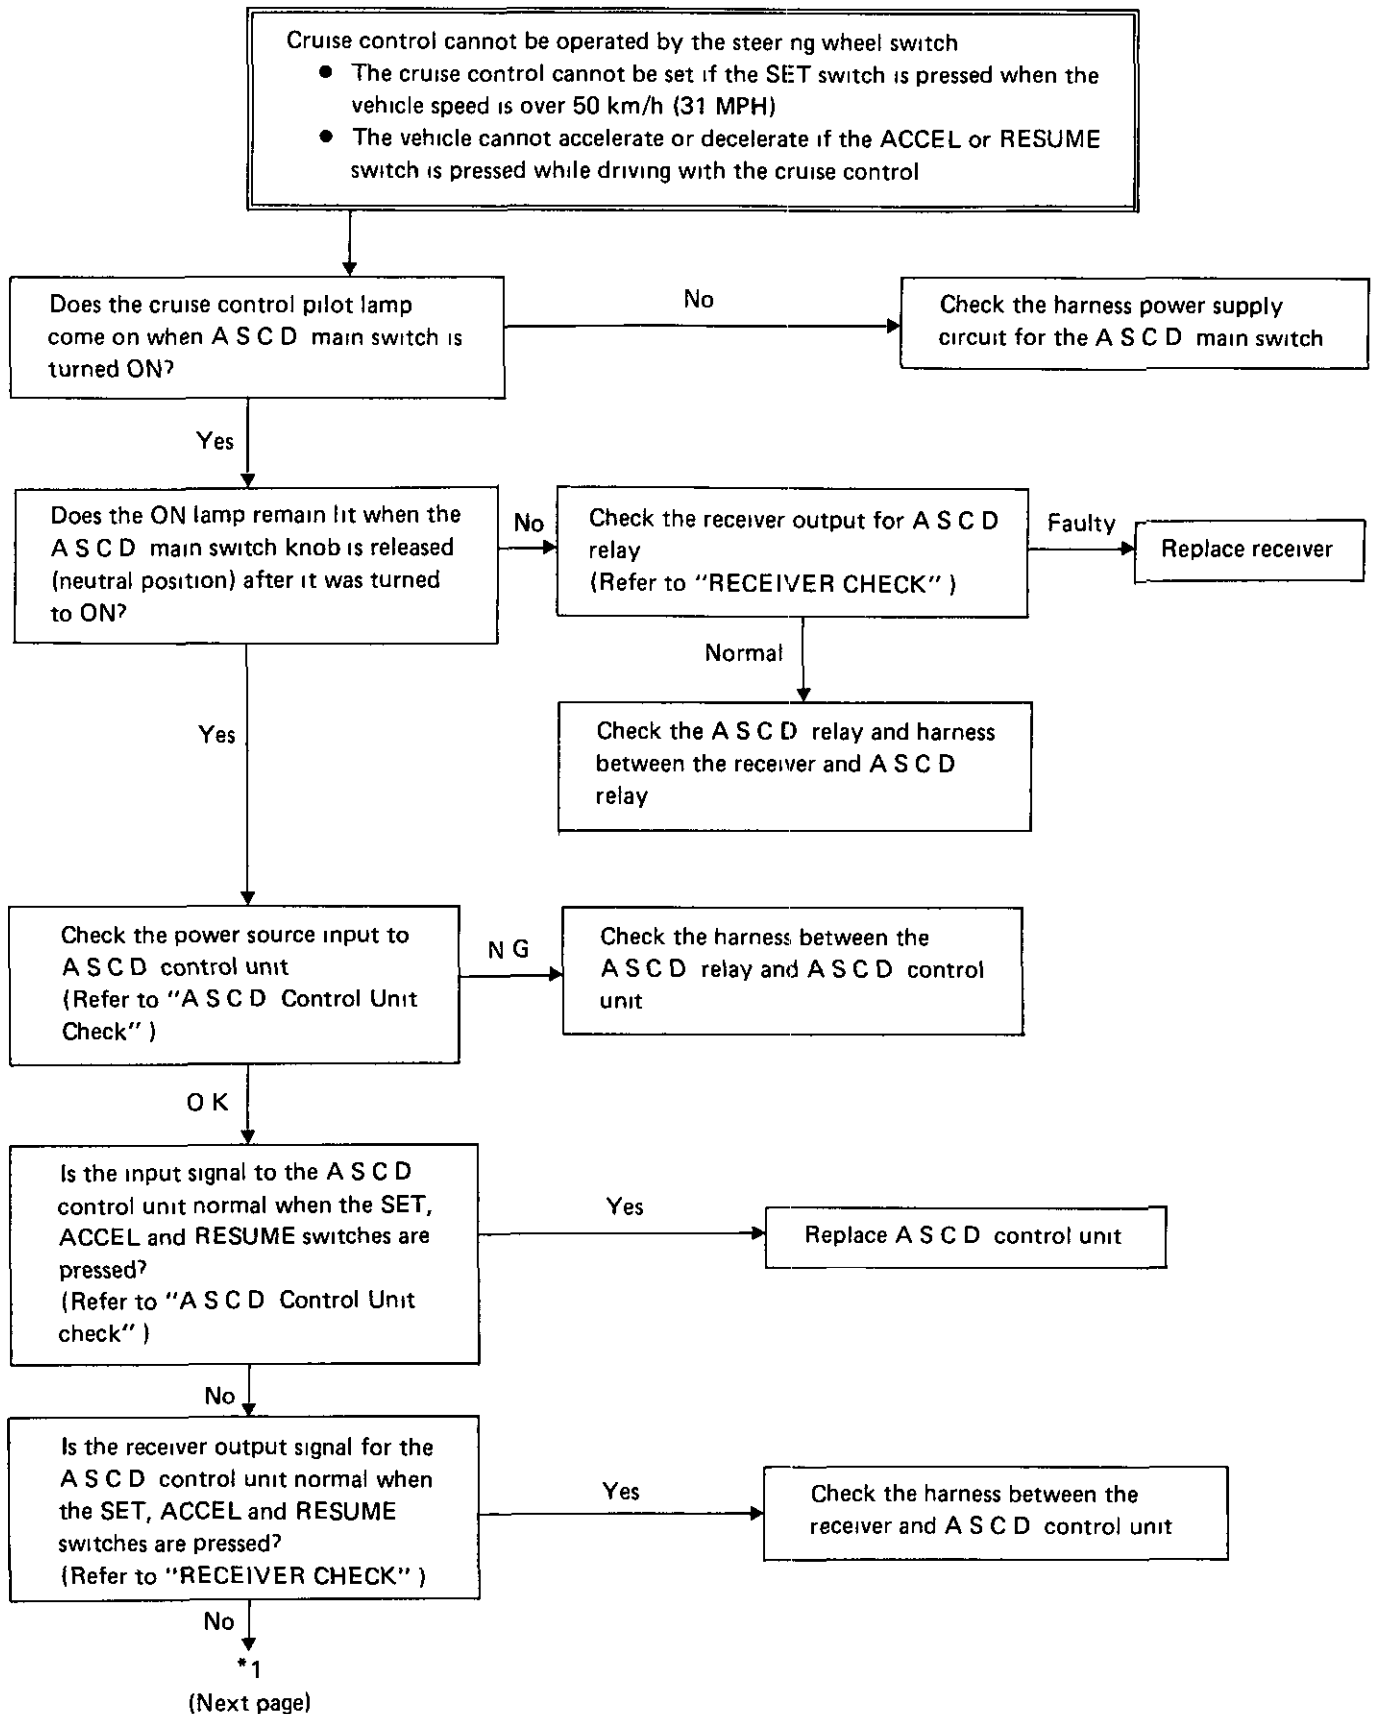 Cruise control cannot be operated by the steer ng wheel switch
● The cruise control cannot be set if the SET switch is pressed when the
vehicle speed is over 50 km/h (31 MPH)
● The vehicle cannot accelerate or decelerate if the ACCEL or RESUME
switch is pressed while driving with the cruise control
Does the cruise control pilot lamp
come on when A S C D main switch is
turned ON?
No
Check the harness power supply
circuit for the A S C D main switch
Yes
Does the ON lamp remain lit when the
A S C D main switch knob is released
(neutral position) after it was turned
to ON?
No
Check the receiver output for A S C D
relay
(Refer to "RECEIVER CHECK" )
Faulty
Replace receiver
Normal
Check the A S C D relay and harness
between the receiver and A S C D
relay
Yes
Check the power source input to
A S C D control unit
(Refer to "A S C D Control Unit
Check" )
N G
Check the harness between the
A S C D relay and A S C D control
unit
O K
Is the input signal to the A S C D
control unit normal when the SET,
ACCEL and RESUME switches are
pressed?
(Refer to "A S C D Control Unit
check" )
Yes
Replace A S C D control unit
No
Is the receiver output signal for the
A S C D control unit normal when
the SET, ACCEL and RESUME
switches are pressed?
(Refer to "RECEIVER CHECK" )
Yes
Check the harness between the
receiver and A S C D control unit
No
*1
(Next page)